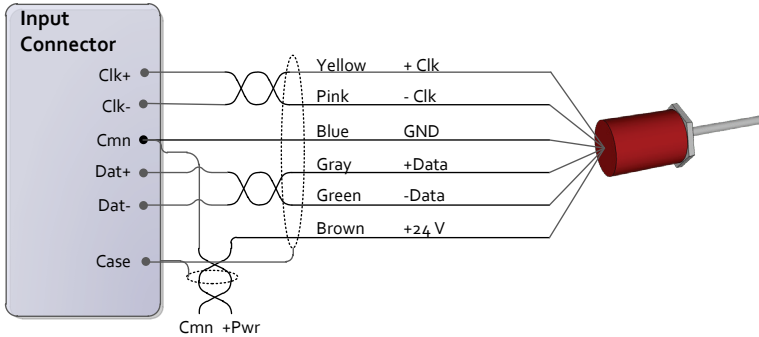 Input
Connector
Clk+ Yellow + Clk
Clk- Pink - Clk
Cmn Blue GND
Dat+ Gray +Data
Dat- Green -Data
Brown +24 V
Case
Cmn +Pwr